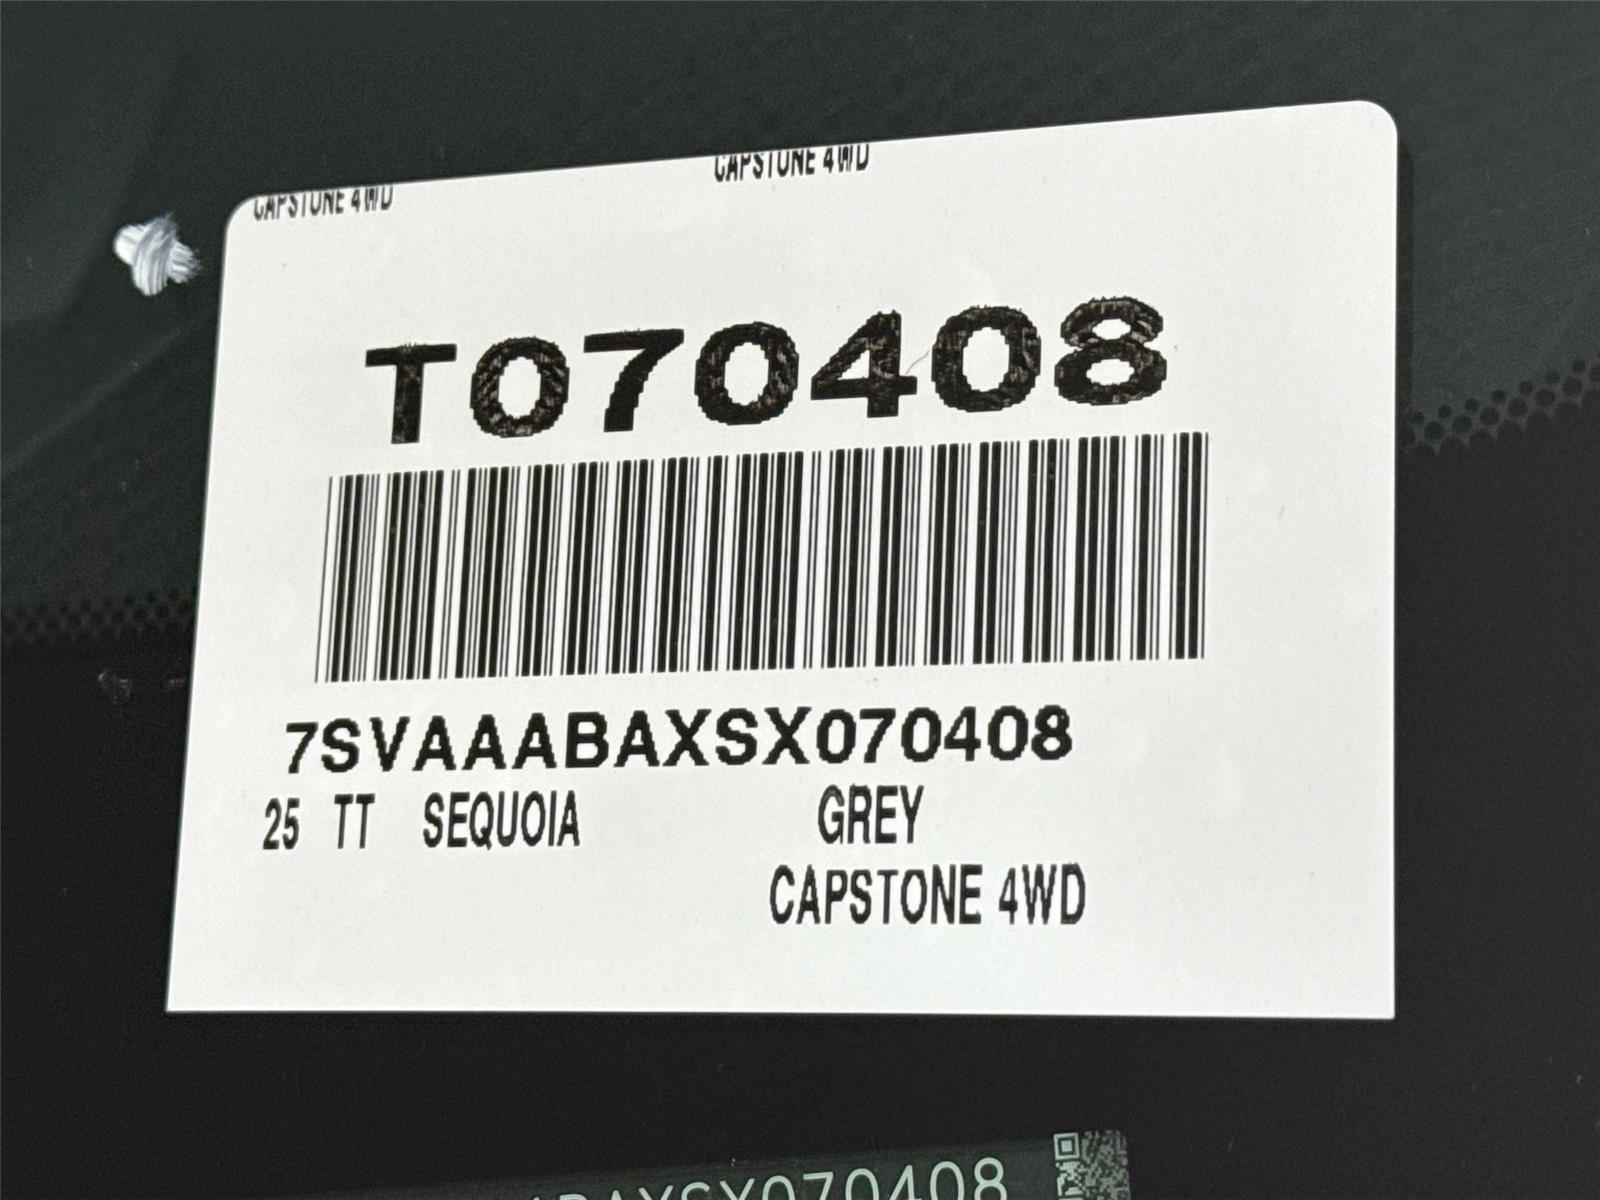 CAPSTONE 4WD CAPSTONE 4WD
T070408
7SVAAABAXSX070408
25 TT SEQUOIA GREY
CAPSTONE 4WD
ABAXSX070408